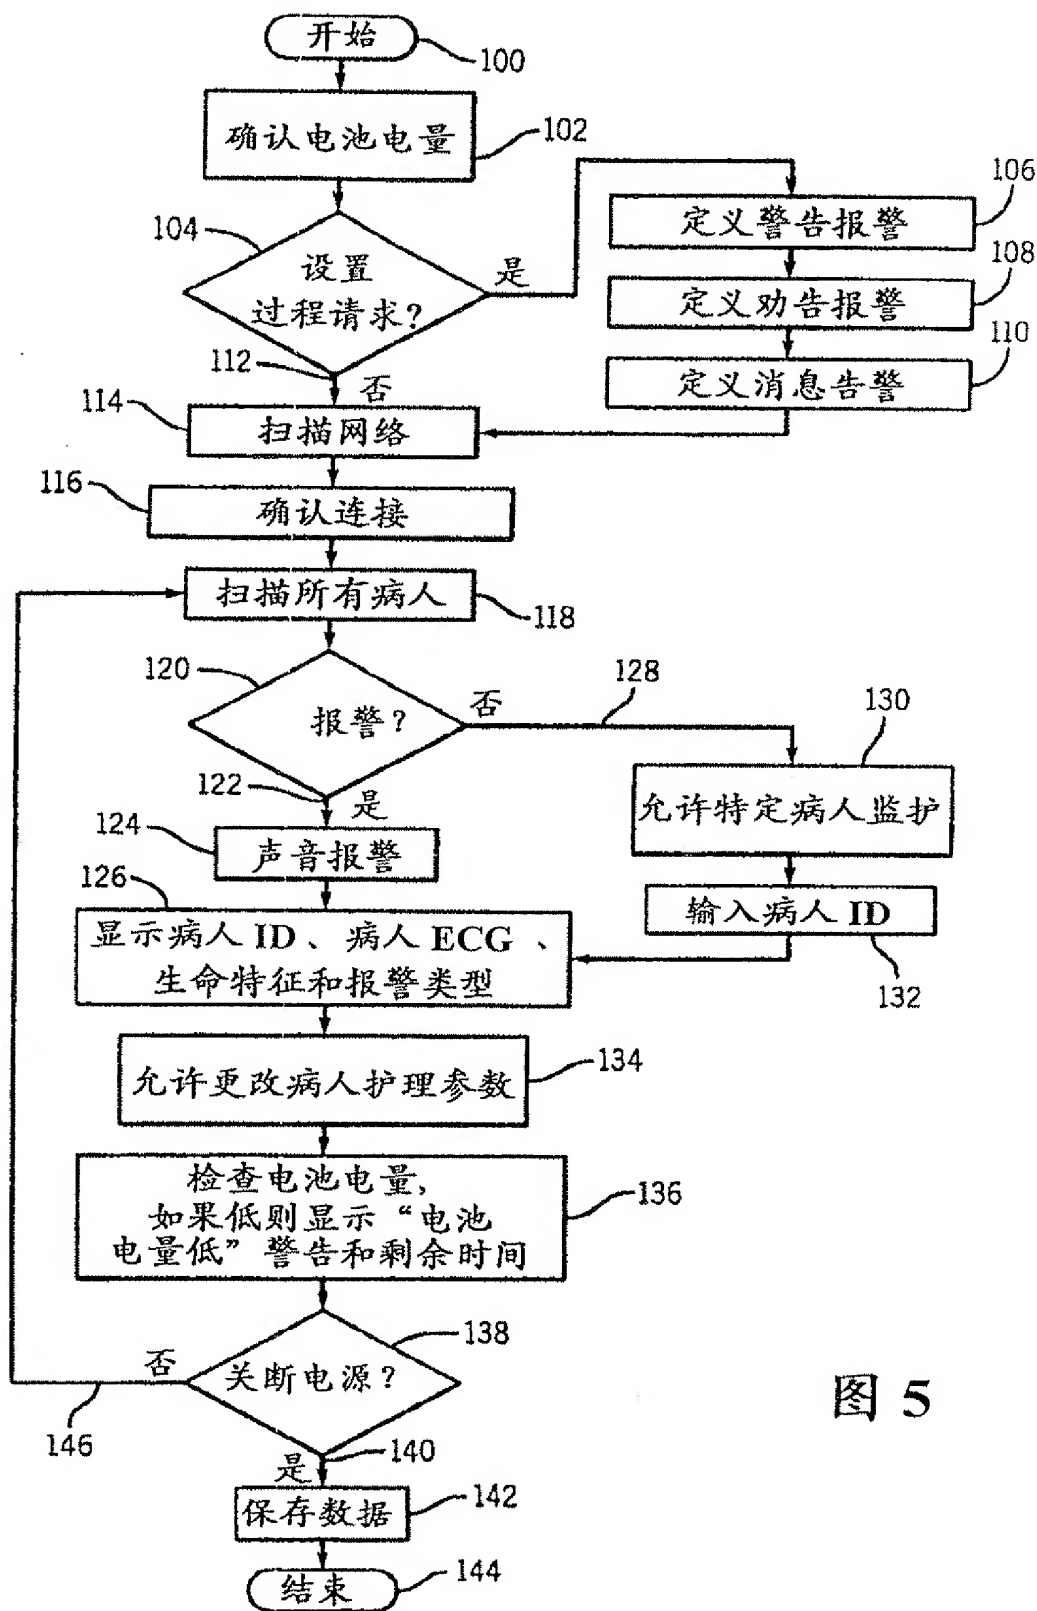 开始
100
确认电池电量
102
104
设置
过程请求?
是
106
定义警告报警
108
定义劝告报警
110
定义消息告警
112
否
114
扫描网络
116
确认连接
扫描所有病人
118
120
报警?
否
128
130
允许特定病人监护
122
是
124
声音报警
输入病人 ID
132
126
显示病人 ID、病人 ECG、
生命特征和报警类型
134
允许更改病人护理参数
检查电池电量,
如果低则显示“电池
电量低”警告和剩余时间
136
138
关断电源?
否
146
140
是
保存数据
142
结束
144
图 5